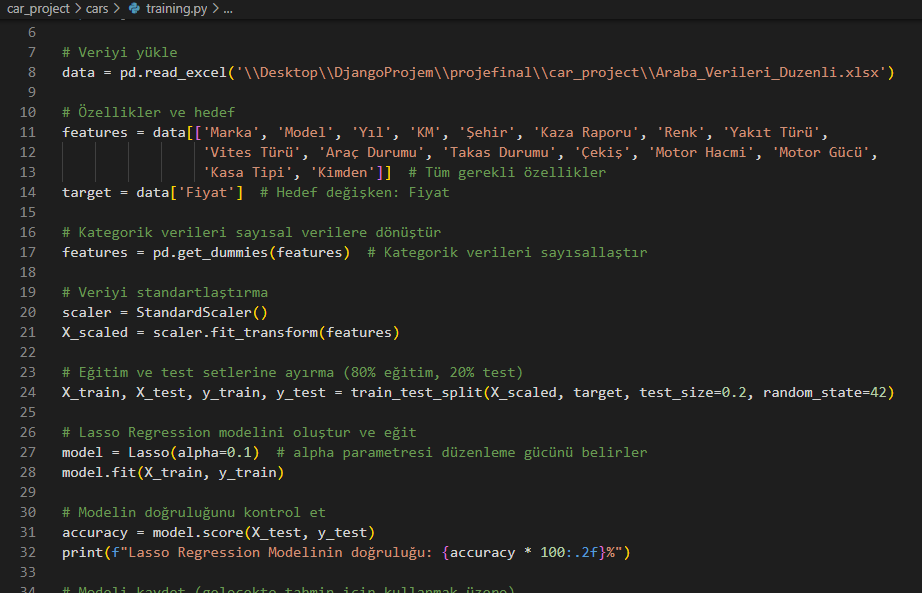 car_project > cars > training.py > ...
6
7 # Veriyi yükle
8 data = pd.read_excel('\\Desktop\\DjangoProjem\\projefinal\\car_project\\Araba_Verileri_Duzenli.xlsx')
9
10 # Özellikler ve hedef
11 features = data[['Marka', 'Model', 'Yıl', 'KM', 'Şehir', 'Kaza Raporu', 'Renk', 'Yakıt Türü',
12 'Vites Türü', 'Araç Durumu', 'Takas Durumu', 'Çekiş', 'Motor Hacmi', 'Motor Gücü',
13 'Kasa Tipi', 'Kimden']] # Tüm gerekli özellikler
14 target = data['Fiyat'] # Hedef değişken: Fiyat
15
16 # Kategorik verileri sayısal verilere dönüştür
17 features = pd.get_dummies(features) # Kategorik verileri sayısallaştır
18
19 # Veriyi standartlaştırma
20 scaler = StandardScaler()
21 X_scaled = scaler.fit_transform(features)
22
23 # Eğitim ve test setlerine ayırma (80% eğitim, 20% test)
24 X_train, X_test, y_train, y_test = train_test_split(X_scaled, target, test_size=0.2, random_state=42)
25
26 # Lasso Regression modelini oluştur ve eğit
27 model = Lasso(alpha=0.1) # alpha parametresi düzenleme gücünü belirler
28 model.fit(X_train, y_train)
29
30 # Modelin doğruluğunu kontrol et
31 accuracy = model.score(X_test, y_test)
32 print(f"Lasso Regression Modelinin doğruluğu: {accuracy * 100:.2f}%")
33
34 # Modeli kaydet (gelecekte tahmin için kullanmak üzere)